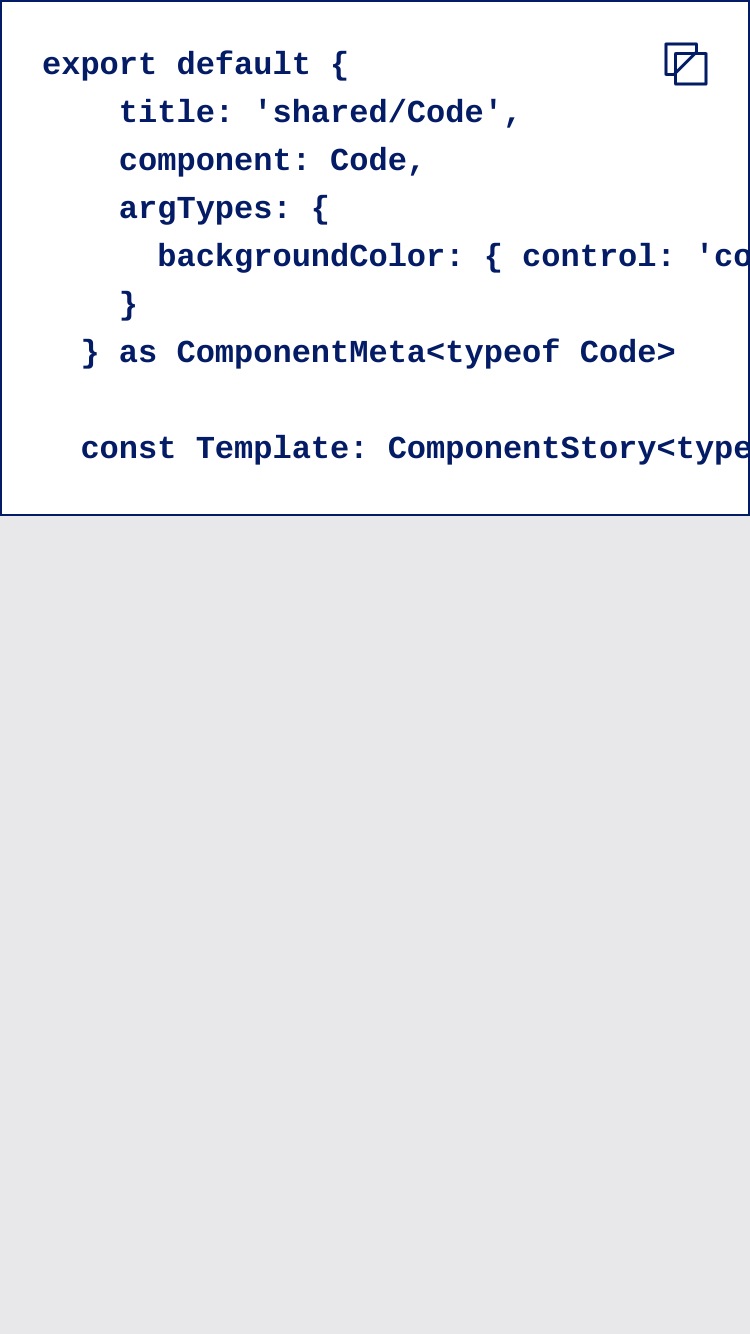 export default {
    title: 'shared/Code',
    component: Code,
    argTypes: {
      backgroundColor: { control: 'co
    }
  } as ComponentMeta<typeof Code>

  const Template: ComponentStory<type